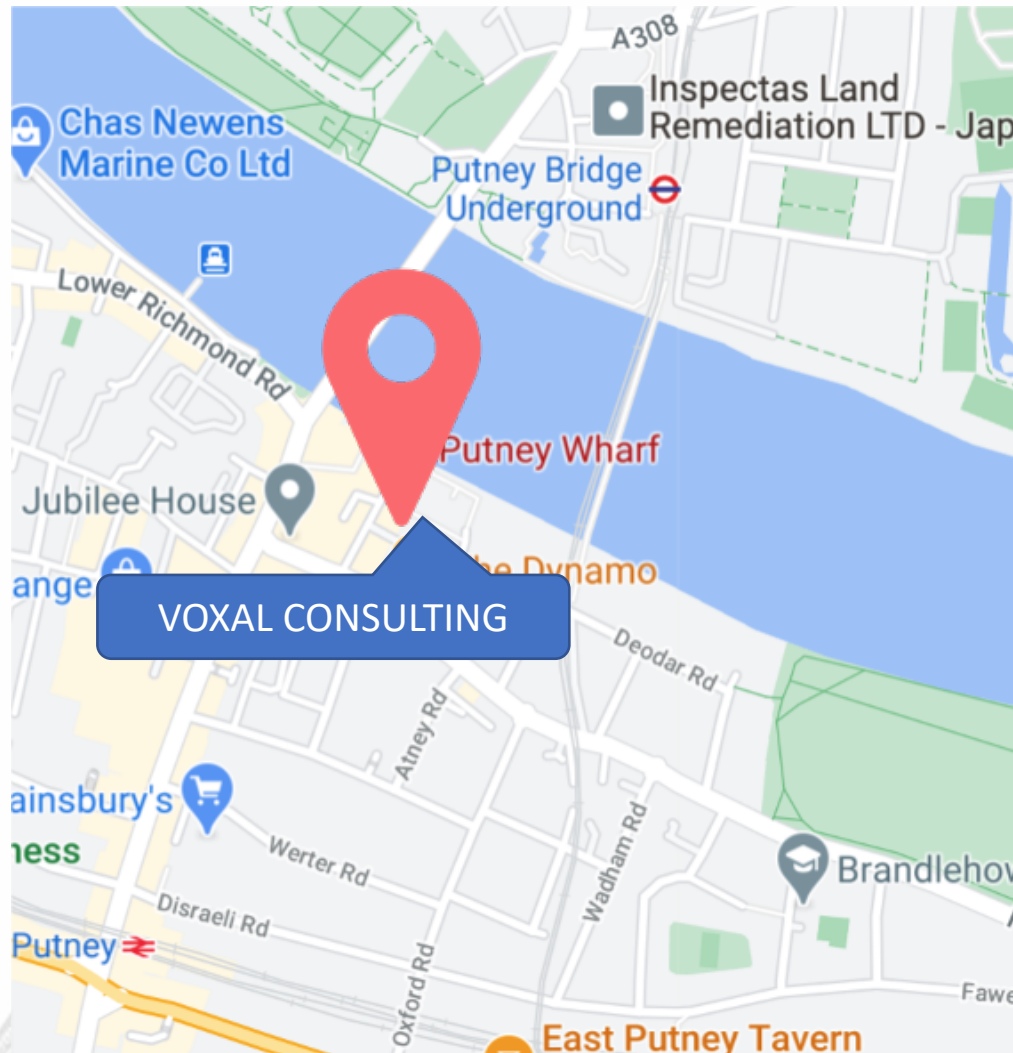 A308
Inspectas Land
Remediation LTD - Jap
Chas Newens
Marine Co Ltd
Putney Bridge
Underground
Lower Richmond Rd
Putney Wharf
Jubilee House
ange
he Dynamo
VOXAL CONSULTING
Deodar Rd
Atney Rd
ainsbury's
ness
Werter Rd
Wadham Rd
Brandlehow
Disraeli Rd
Putney
Oxford Rd
Fawe
East Putney Tavern